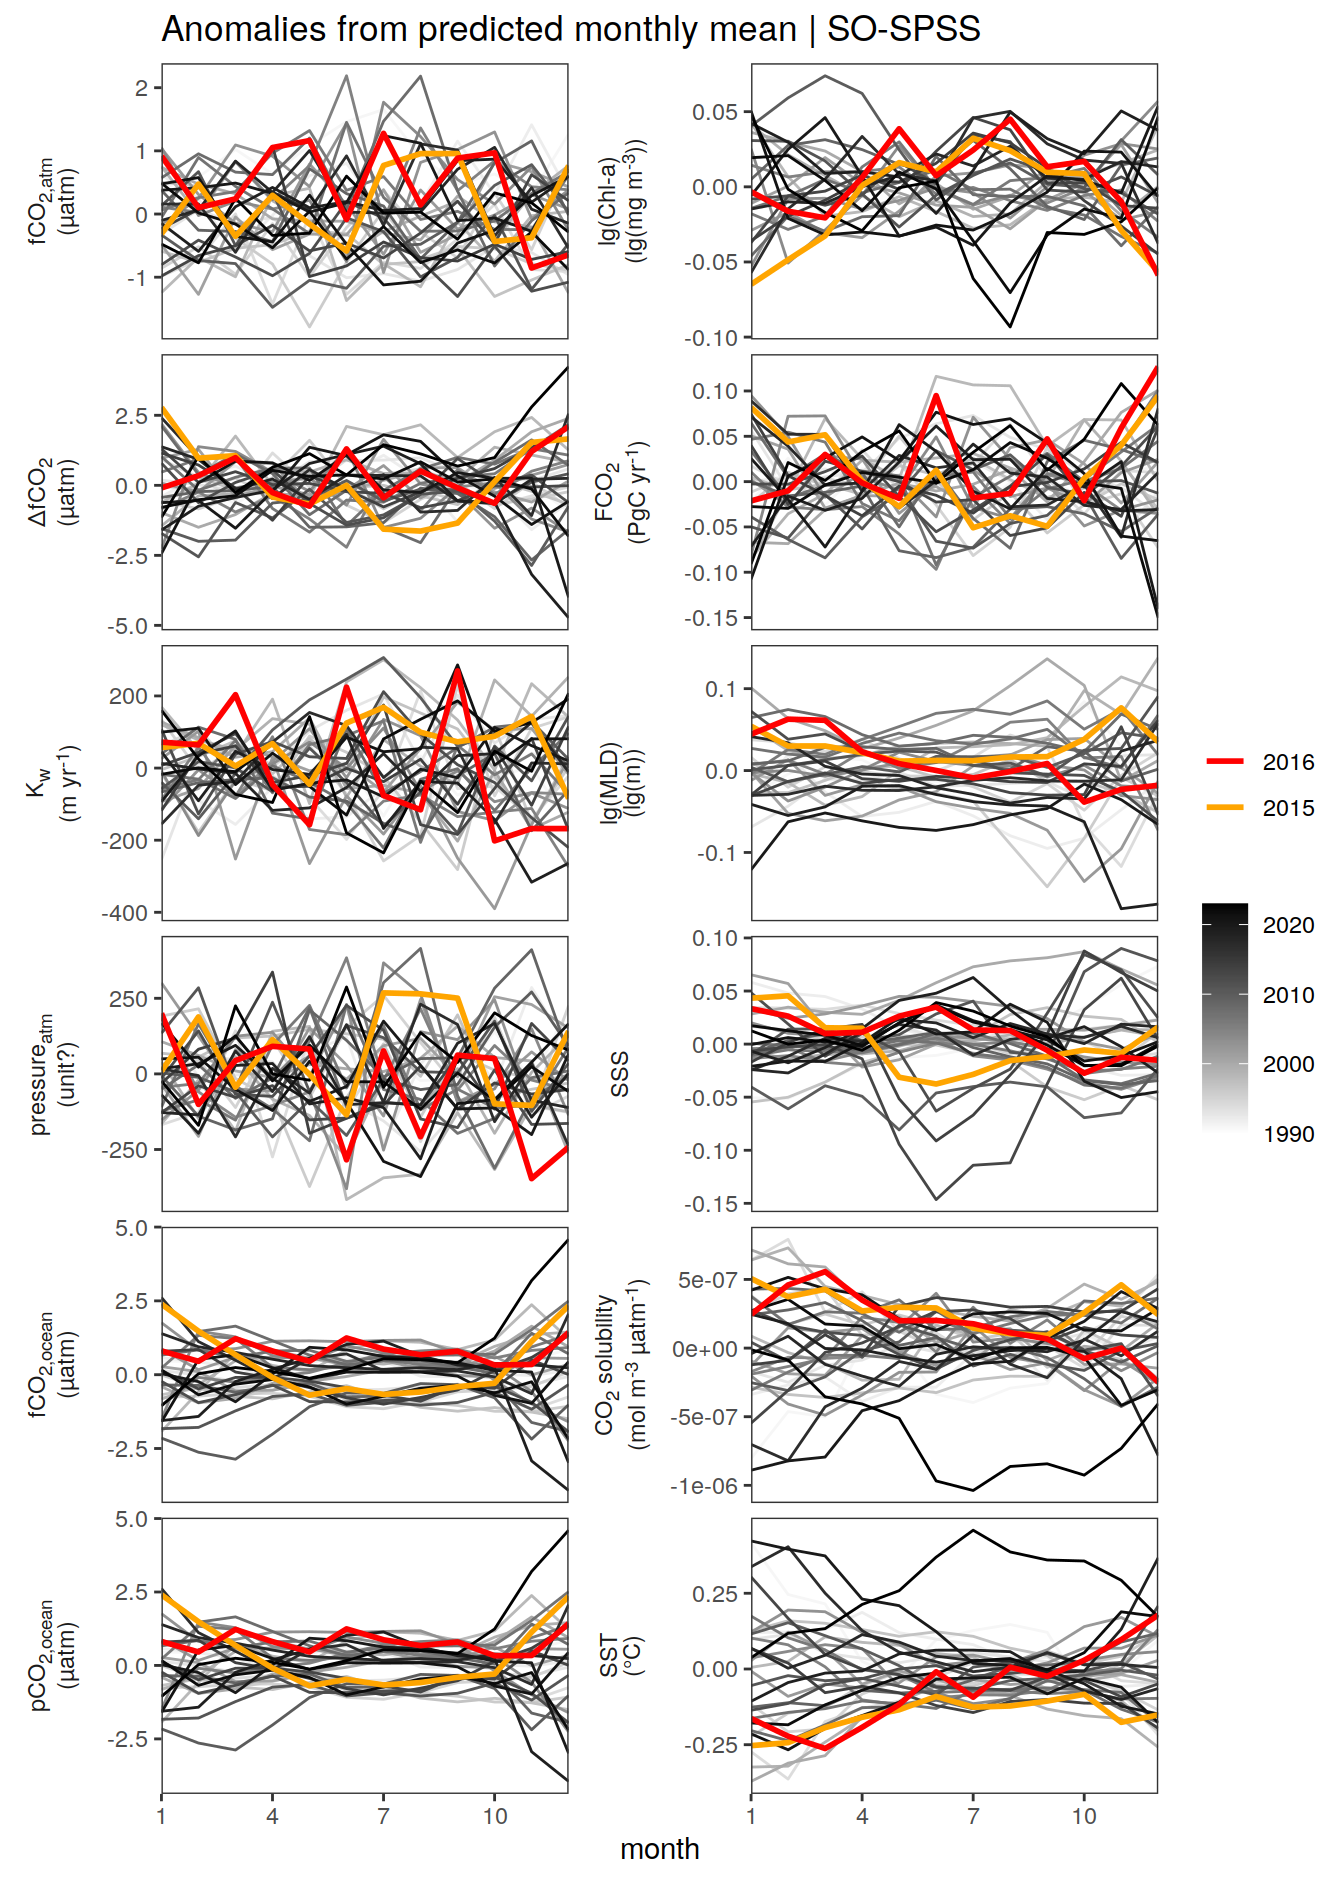 Anomalies from predicted monthly mean | SO-SPSS
fCO2,atm
(µatm)
2
1
0
-1
lg(Chl-a)
(lg(mg m-3))
0.05
0.00
-0.05
-0.10
ΔfCO2
(µatm)
2.5
0.0
-2.5
-5.0
FCO2
(PgC yr-1)
0.10
0.05
0.00
-0.05
-0.10
-0.15
Kw
(m yr-1)
200
0
-200
-400
lg(MLD)
(lg(m))
0.1
0.0
-0.1
pressureatm
(unit?)
250
0
-250
SSS
0.10
0.05
0.00
-0.05
-0.10
-0.15
fCO2,ocean
(µatm)
5.0
2.5
0.0
-2.5
CO2 solubility
(mol m-3 µatm-1)
5e-07
0e+00
-5e-07
-1e-06
pCO2,ocean
(µatm)
5.0
2.5
0.0
-2.5
SST
(°C)
0.25
0.00
-0.25
1 4 7 10
1 4 7 10
month
2016
2015
2020
2010
2000
1990